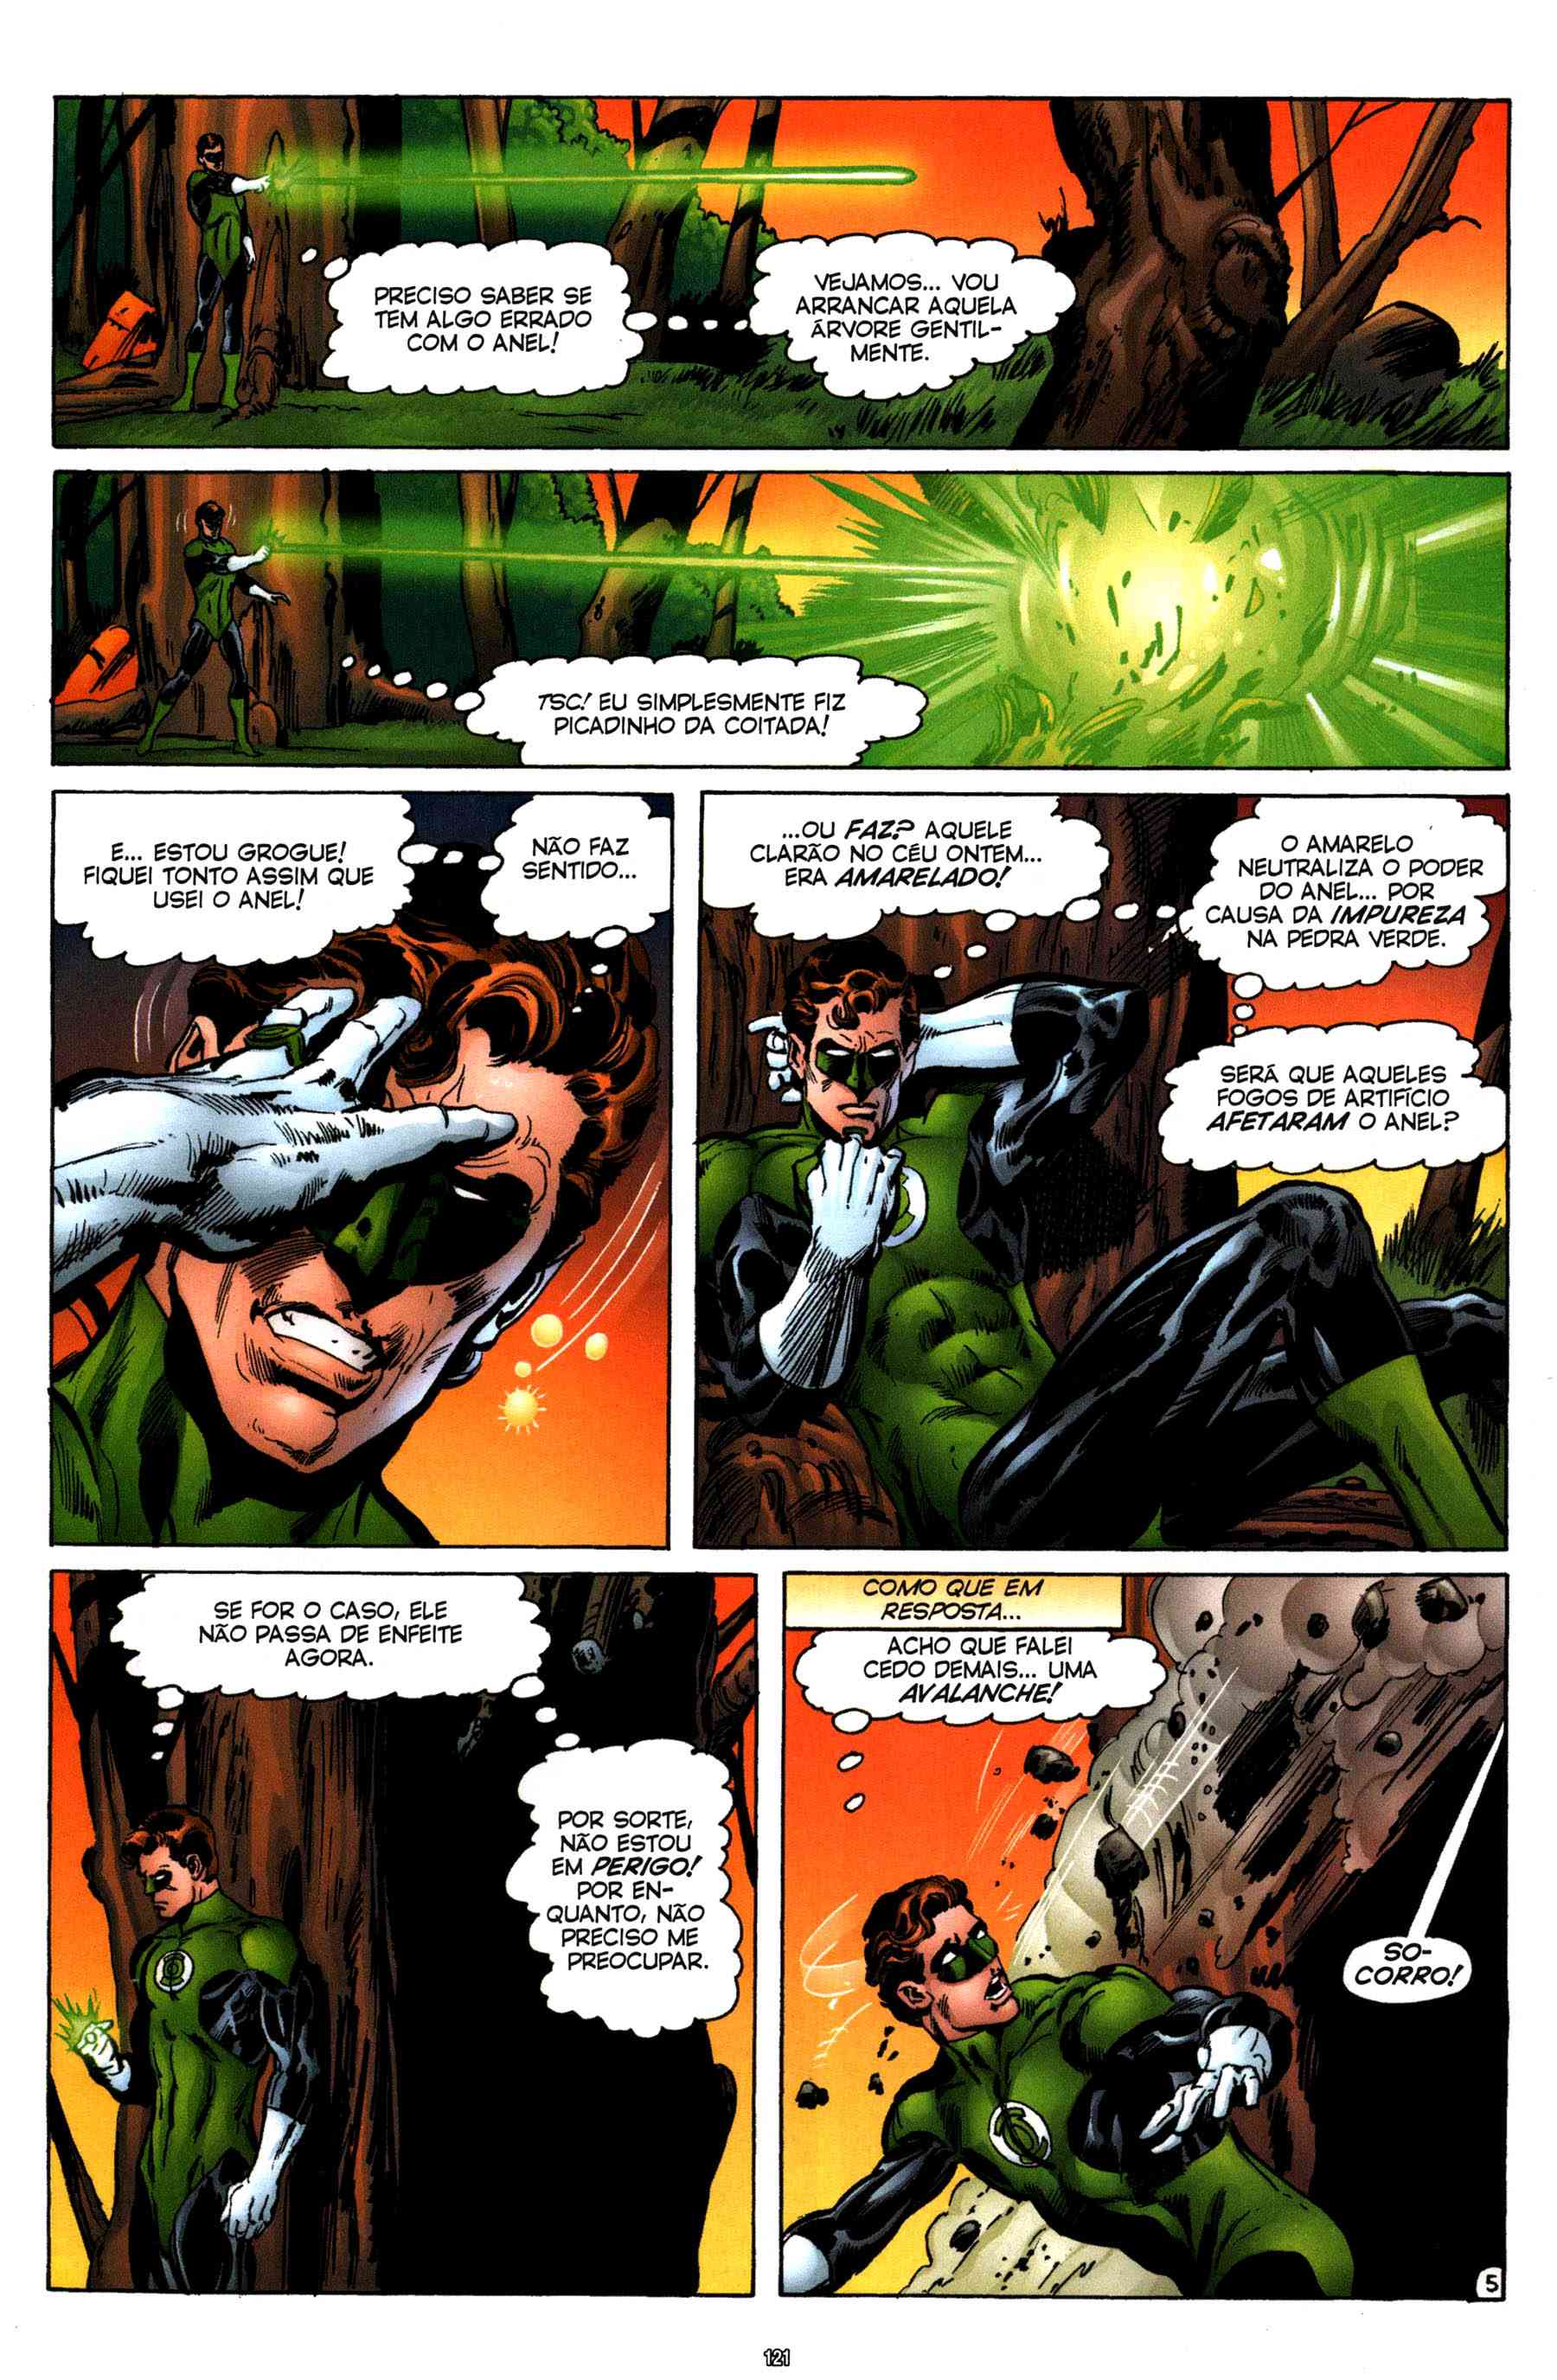 PRECISO SABER SE
TEM ALGO ERRADO
COM O ANEL!
VEJAMOS... VOU
ARRANCAR AQUELA
ÁRVORE GENTIL-
MENTE.
TSC! EU SIMPLESMENTE FIZ
PICADINHO DA COITADA!
E... ESTOU GROGUE!
FIQUEI TONTO ASSIM QUE
USEI O ANEL!
NÃO FAZ
SENTIDO...
...OU FAZ? AQUELE
CLARÃO NO CÉU ONTEM...
ERA AMARELADO!
O AMARELO
NEUTRALIZA O PODER
DO ANEL... POR
CAUSA DA IMPUREZA
NA PEDRA VERDE.
SERÁ QUE AQUELES
FOGOS DE ARTIFÍCIO
AFETARAM O ANEL?
SE FOR O CASO, ELE
NÃO PASSA DE ENFEITE
AGORA.
POR SORTE,
NÃO ESTOU
EM PERIGO!
POR EN-
QUANTO, NÃO
PRECISO ME
PREOCUPAR.
COMO QUE EM
RESPOSTA...
ACHO QUE FALEI
CEDO DEMAIS... UMA
AVALANCHE!
SO-
CORRO!
5
121